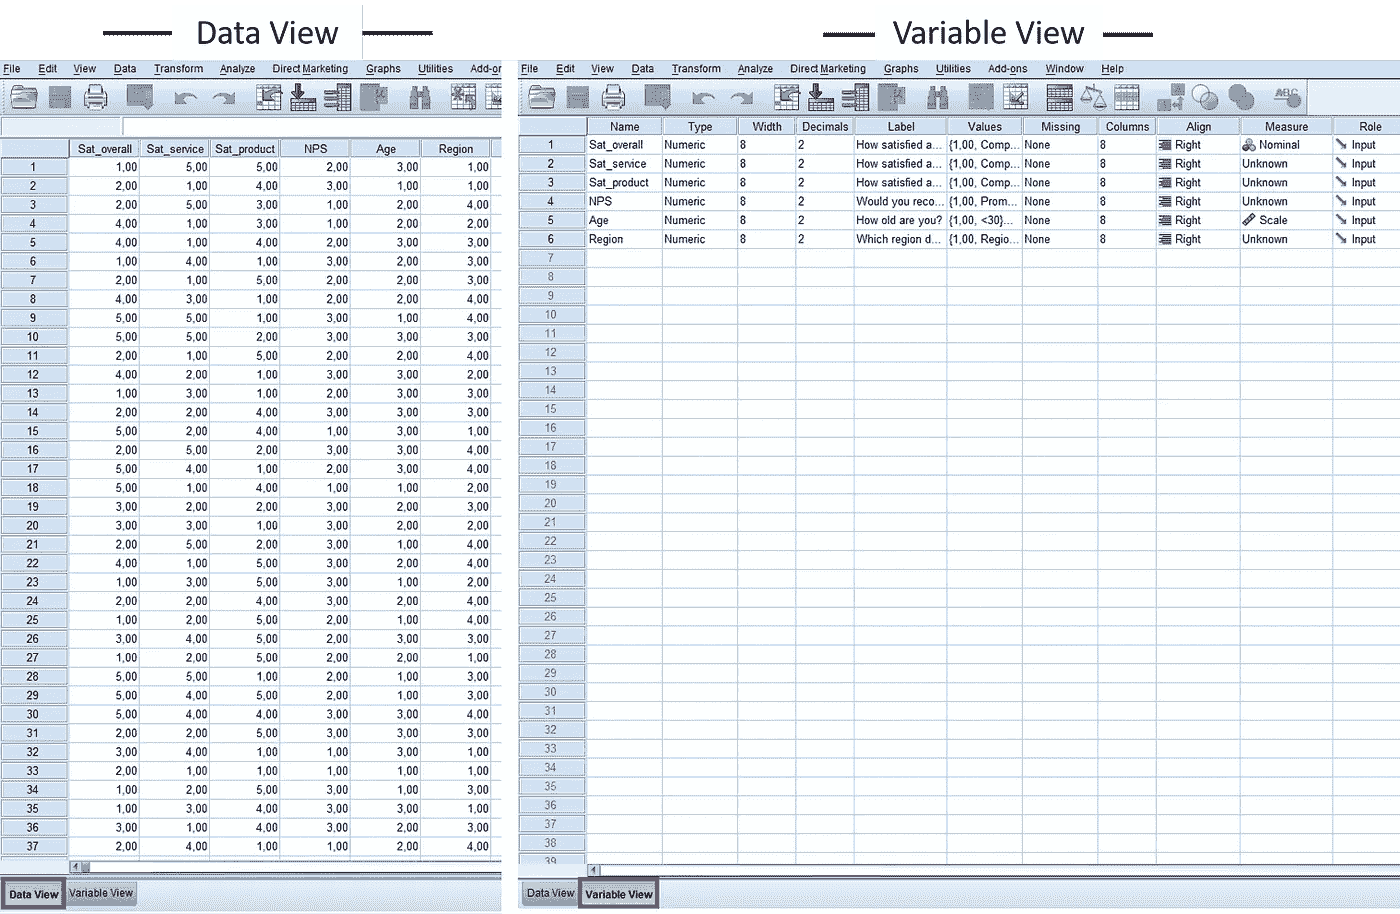 Data View
File Edit View Data Transform Analyze Direct Marketing Graphs Utilities Add-or
Sat_overall Sat_service Sat_product NPS Age Region
1 1,00 5,00 5,00 2,00 3,00 1,00
2 2,00 1,00 4,00 3,00 1,00 1,00
3 2,00 5,00 3,00 1,00 2,00 4,00
4 4,00 1,00 3,00 1,00 2,00 2,00
5 4,00 1,00 4,00 2,00 3,00 3,00
6 1,00 4,00 1,00 3,00 2,00 3,00
7 2,00 1,00 5,00 2,00 2,00 3,00
8 4,00 3,00 1,00 2,00 2,00 4,00
9 5,00 5,00 1,00 3,00 1,00 4,00
10 5,00 5,00 2,00 3,00 3,00 3,00
11 2,00 1,00 5,00 2,00 2,00 4,00
12 4,00 2,00 1,00 3,00 3,00 2,00
13 1,00 3,00 1,00 2,00 3,00 3,00
14 2,00 2,00 4,00 3,00 3,00 3,00
15 5,00 2,00 4,00 1,00 3,00 1,00
16 2,00 5,00 2,00 3,00 3,00 4,00
17 5,00 4,00 1,00 2,00 3,00 4,00
18 5,00 1,00 4,00 1,00 1,00 2,00
19 3,00 2,00 2,00 3,00 2,00 3,00
20 3,00 3,00 1,00 3,00 2,00 2,00
21 2,00 5,00 2,00 3,00 1,00 4,00
22 4,00 1,00 5,00 3,00 2,00 4,00
23 1,00 3,00 5,00 3,00 1,00 2,00
24 2,00 2,00 4,00 3,00 2,00 4,00
25 1,00 2,00 5,00 2,00 1,00 4,00
26 3,00 4,00 5,00 2,00 3,00 3,00
27 1,00 2,00 5,00 2,00 2,00 1,00
28 5,00 5,00 1,00 2,00 1,00 3,00
29 5,00 4,00 5,00 2,00 1,00 3,00
30 5,00 4,00 4,00 3,00 3,00 4,00
31 2,00 2,00 5,00 3,00 3,00 3,00
32 3,00 4,00 1,00 1,00 3,00 3,00
33 2,00 1,00 1,00 1,00 1,00 1,00
34 1,00 2,00 5,00 3,00 1,00 3,00
35 1,00 3,00 4,00 3,00 3,00 1,00
36 3,00 1,00 4,00 3,00 2,00 3,00
37 2,00 4,00 1,00 1,00 2,00 4,00
Data View Variable View
Variable View
File Edit View Data Transform Analyze Direct Marketing Graphs Utilities Add-ons Window Help
ABC
Name Type Width Decimals Label Values Missing Columns Align Measure Role
1 Sat_overall Numeric 8 2 How satisfied a... {1,00, Comp... None 8 Right Nominal Input
2 Sat_service Numeric 8 2 How satisfied a... {1,00, Comp... None 8 Right Unknown Input
3 Sat_product Numeric 8 2 How satisfied a... {1,00, Comp... None 8 Right Unknown Input
4 NPS Numeric 8 2 Would you reco... {1,00, Prom... None 8 Right Unknown Input
5 Age Numeric 8 2 How old are you? {1,00, <30}... None 8 Right Scale Input
6 Region Numeric 8 2 Which region d... {1,00, Regio... None 8 Right Unknown Input
7
8
9
10
11
12
13
14
15
16
17
18
19
20
21
22
23
24
25
26
27
28
29
30
31
32
33
34
35
36
37
38
39
Data View Variable View